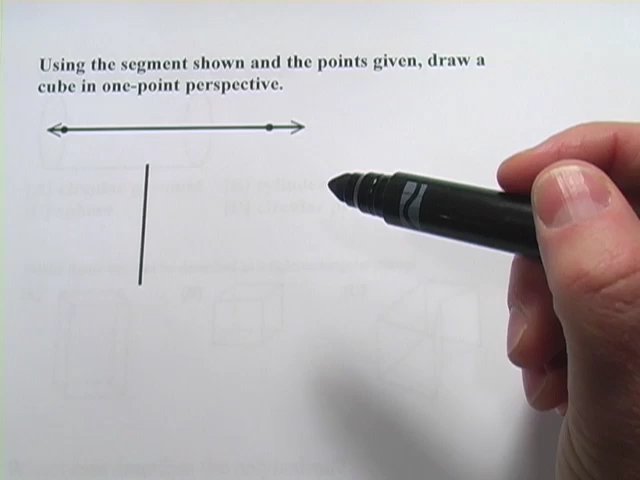 Using the segment shown and the points given, draw a
cube in one-point perspective.